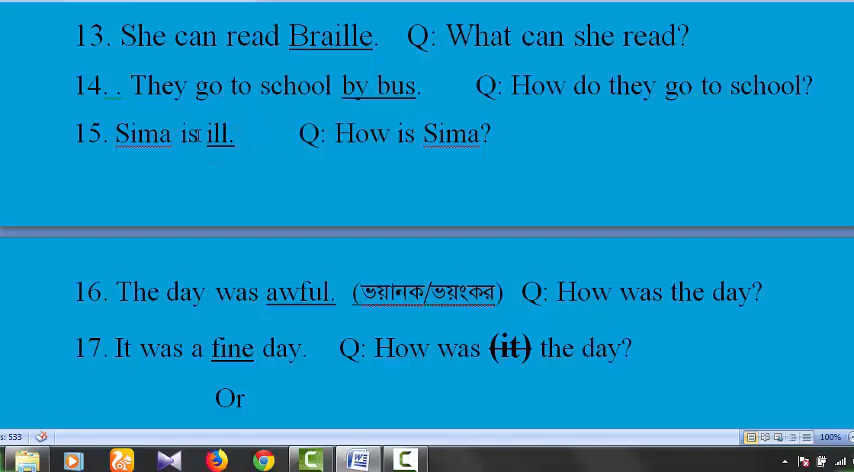 13. She can read Braille. Q: What can she read?
14. . They go to school by bus. Q: How do they go to school?
15. Sima is ill. Q: How is Sima?
16. The day was awful. (ভয়ানক/ভয়ংকর) Q: How was the day?
17. It was a fine day. Q: How was (it) the day?
Or
s: 533
100%